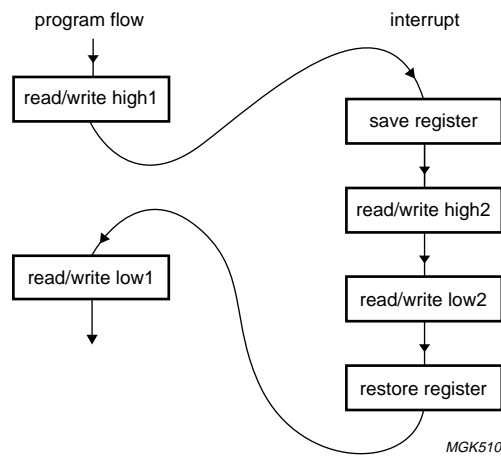 program flow
interrupt
read/write high1
save register
read/write high2
read/write low1
read/write low2
restore register
MGK510